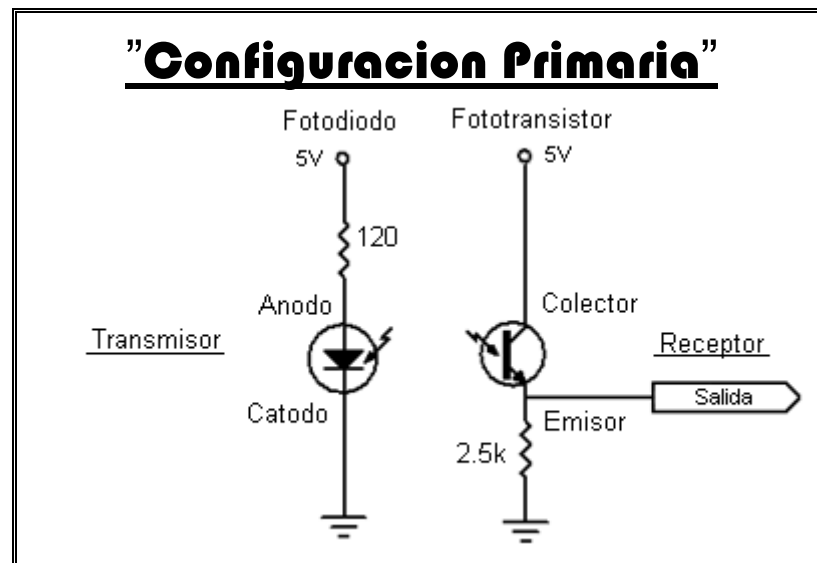 ”Configuracion Primaria”
Fotodiodo
Fototransistor
5V
5V
120
Anodo
Colector
Transmisor
Receptor
Salida
Catodo
Emisor
2.5k